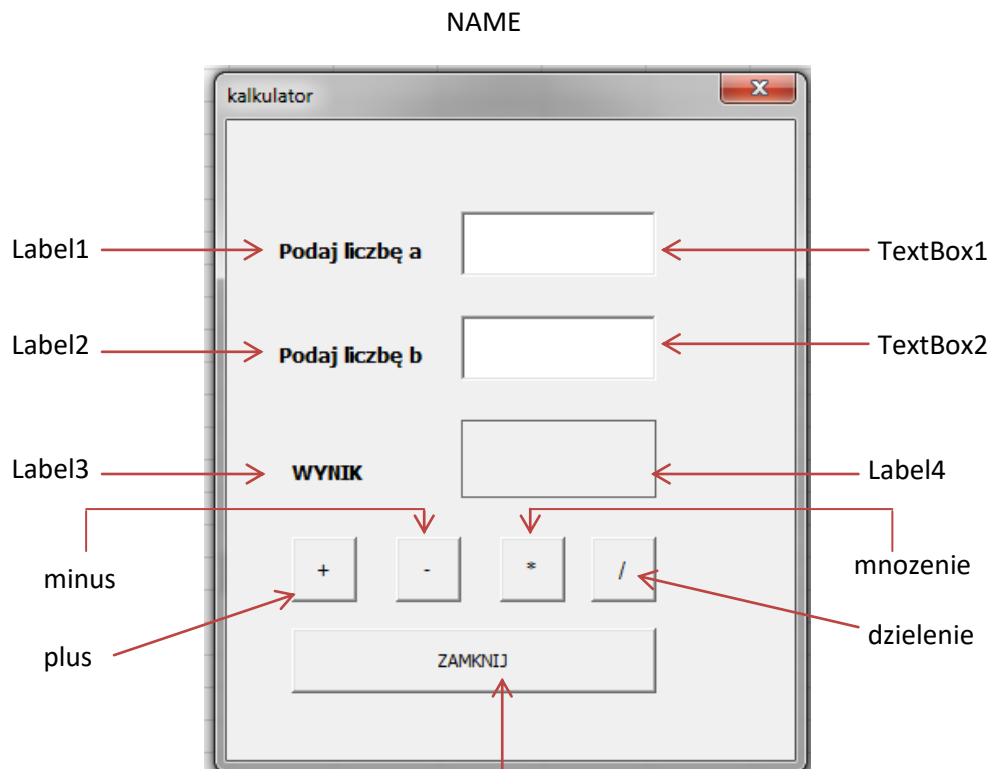 NAME
kalkulator
Label1
Podaj liczbę a
TextBox1
Label2
Podaj liczbę b
TextBox2
Label3
WYNIK
Label4
minus
+
-
*
/
mnozenie
plus
dzielenie
ZAMKNIJ